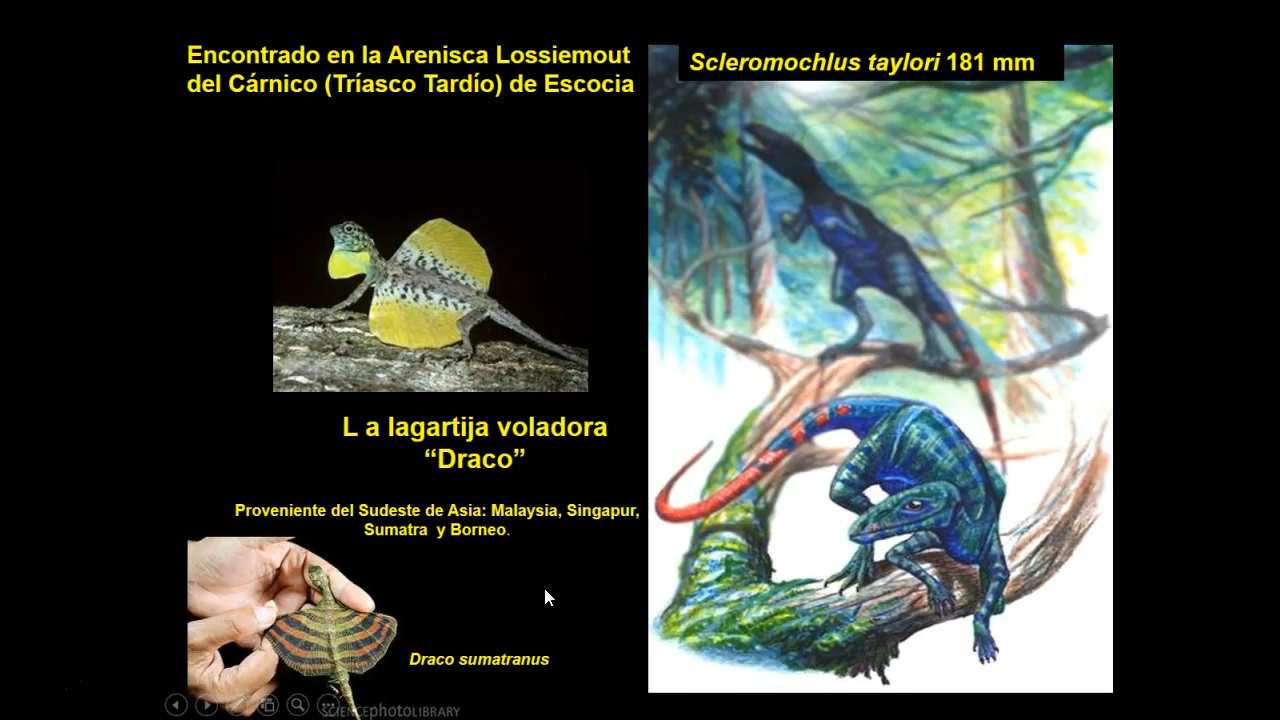 Encontrado en la Arenisca Lossiemout
del Cárnico (Tríasco Tardío) de Escocia
Scleromochlus taylori 181 mm
L a lagartija voladora
“Draco”
Proveniente del Sudeste de Asia: Malaysia, Singapur,
Sumatra y Borneo.
Draco sumatranus
SCIENCEphotoLIBRARY